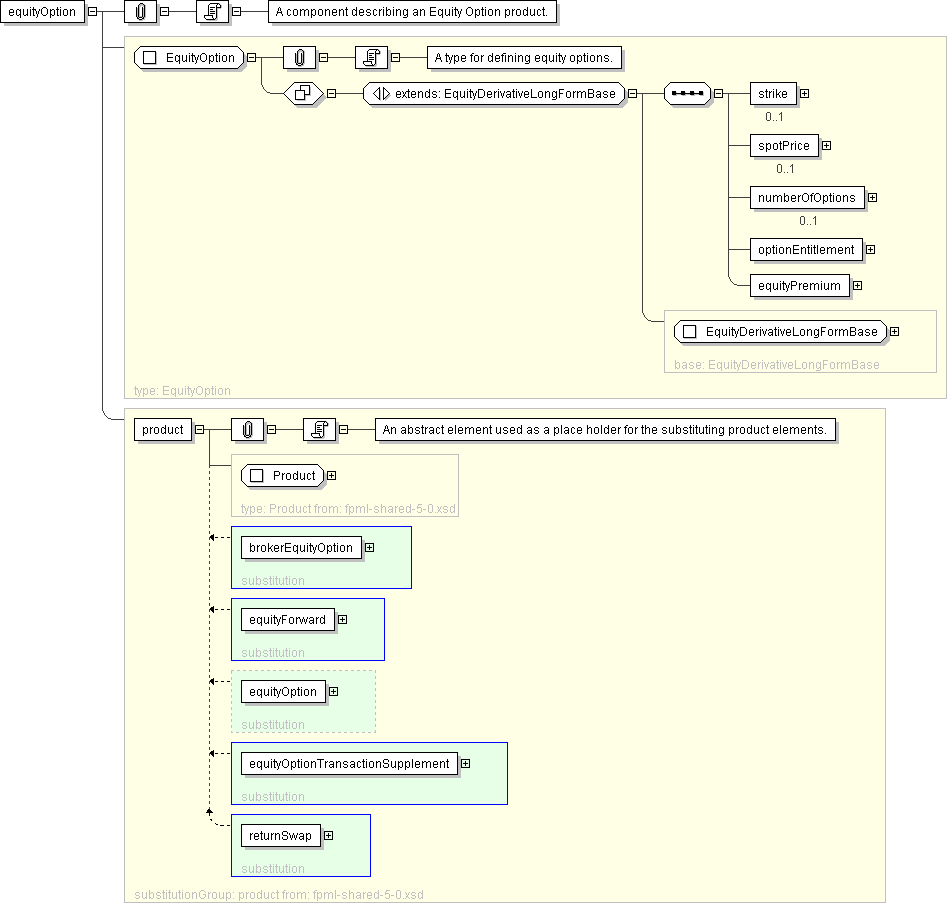 equityOption
A component describing an Equity Option product.
EquityOption
A type for defining equity options.
extends: EquityDerivativeLongFormBase
strike
0..1
spotPrice
0..1
numberOfOptions
0..1
optionEntitlement
equityPremium
EquityDerivativeLongFormBase
base: EquityDerivativeLongFormBase
type: EquityOption
product
An abstract element used as a place holder for the substituting product elements.
Product
type: Product from: fpml-shared-5-0.xsd
brokerEquityOption
substitution
equityForward
substitution
equityOption
substitution
equityOptionTransactionSupplement
substitution
returnSwap
substitution
substitutionGroup: product from: fpml-shared-5-0.xsd